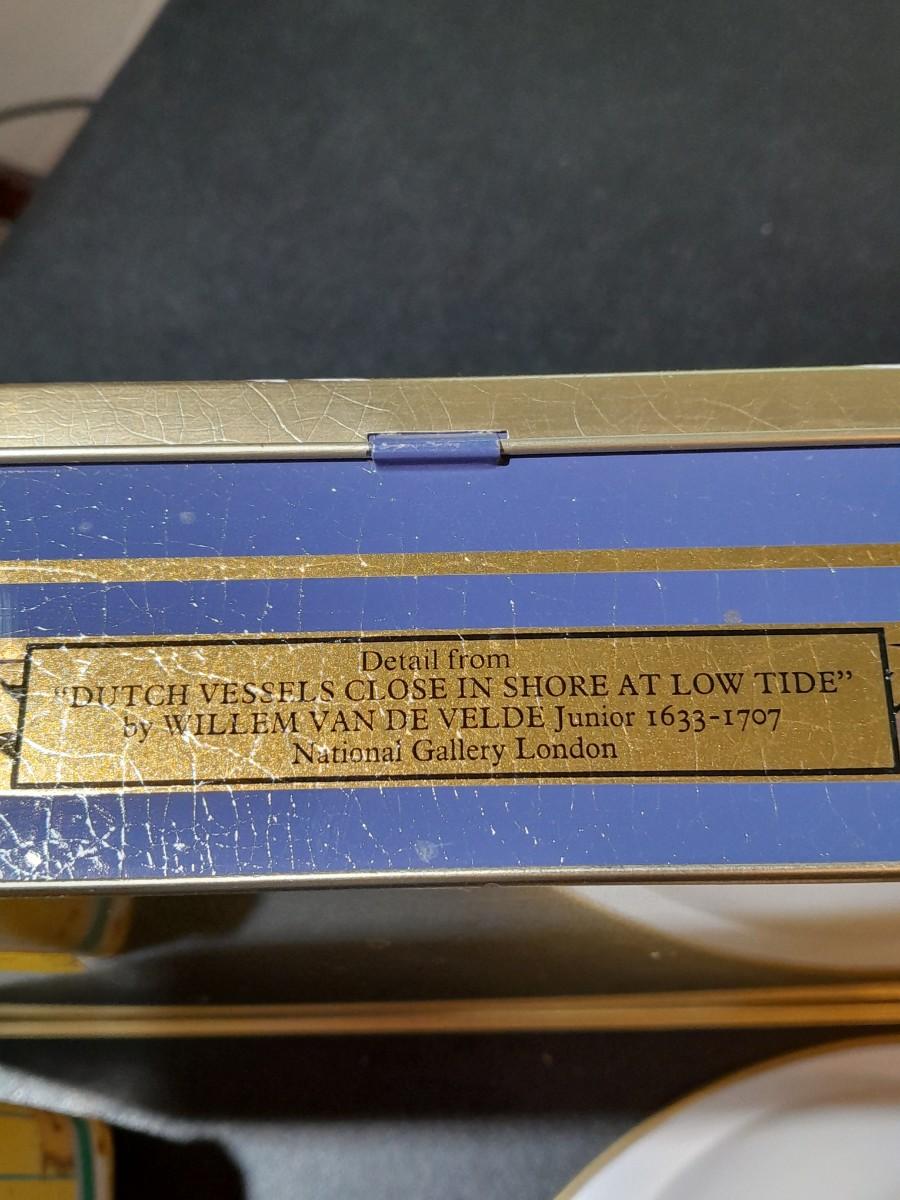 Detail from
“DUTCH VESSELS CLOSE IN SHORE AT LOW TIDE”
by WILLEM VAN DE VELDE Junior 1633-1707
National Gallery London